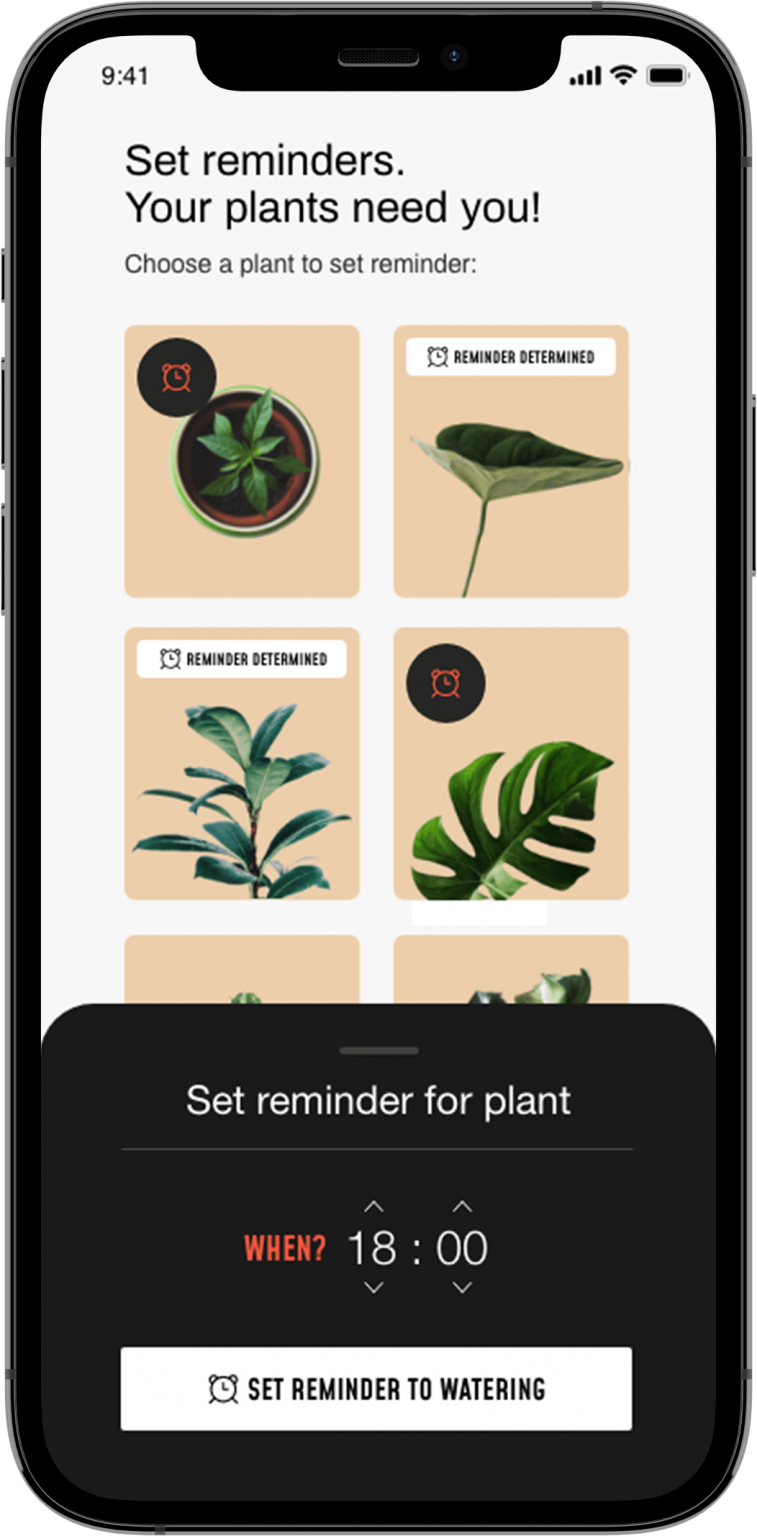 9:41
Set reminders.
Your plants need you!
Choose a plant to set reminder:
REMINDER DETERMINED
REMINDER DETERMINED
Set reminder for plant
WHEN? 18 : 00
SET REMINDER TO WATERING